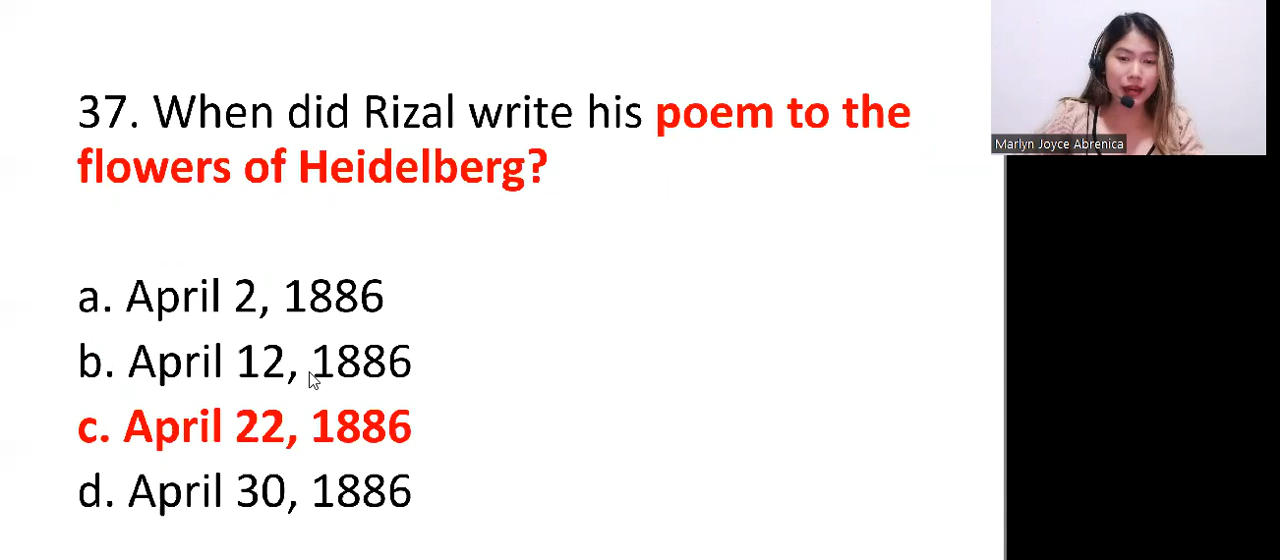 37. When did Rizal write his poem to the
flowers of Heidelberg?
a. April 2, 1886
b. April 12, 1886
c. April 22, 1886
d. April 30, 1886
Marlyn Joyce Abrenica